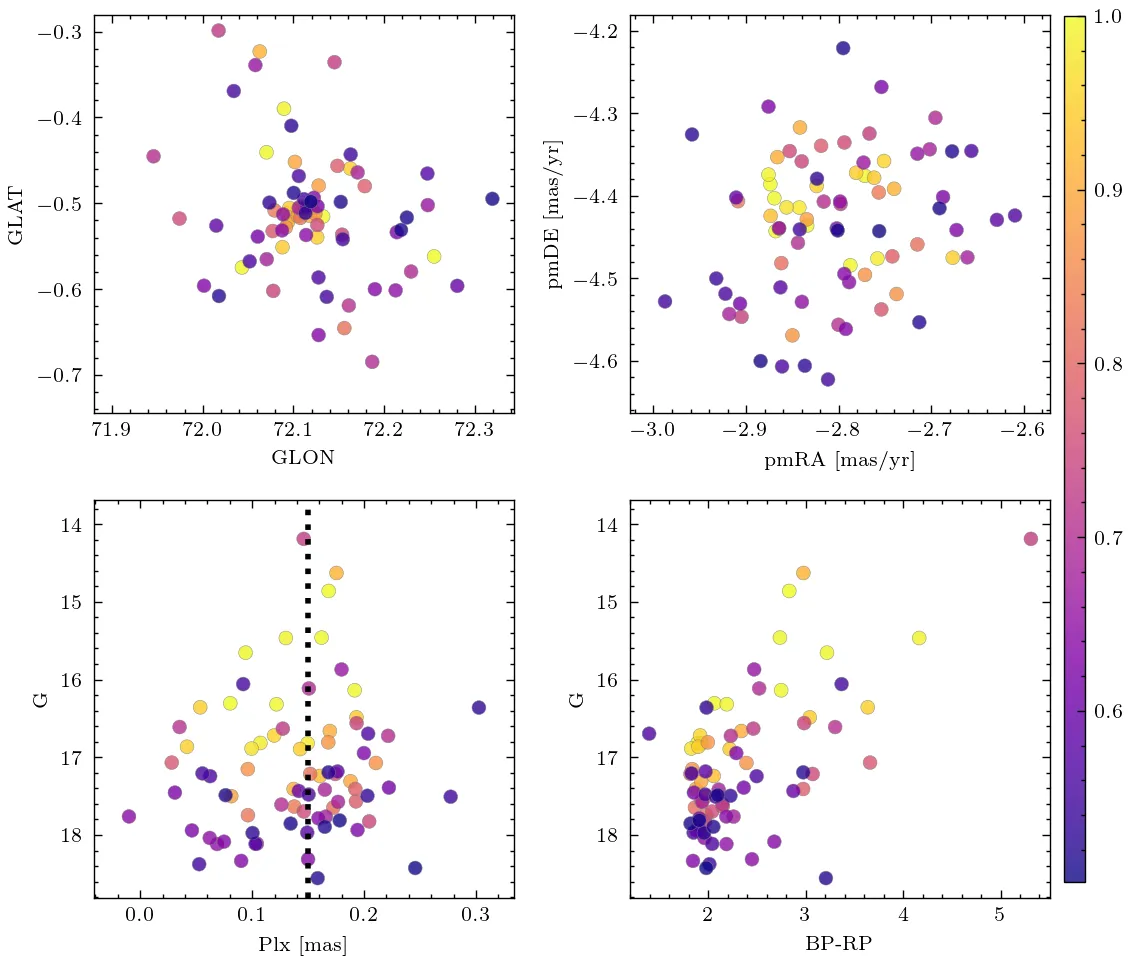 −0.3
−0.4
−0.5
−0.6
−0.7
GLAT
71.9 72.0 72.1 72.2 72.3
GLON
−4.2
−4.3
−4.4
−4.5
−4.6
pmDE [mas/yr]
−3.0 −2.9 −2.8 −2.7 −2.6
pmRA [mas/yr]
1.0
0.9
0.8
0.7
0.6
14
15
16
17
18
G
0.0 0.1 0.2 0.3
Plx [mas]
14
15
16
17
18
G
2 3 4 5
BP-RP